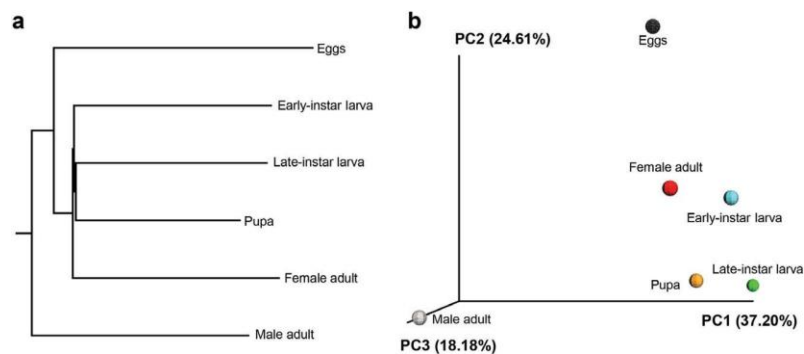 a
Eggs
Early-instar larva
Late-instar larva
Pupa
Female adult
Male adult
b
PC2 (24.61%)
Eggs
Female adult
Early-instar larva
Pupa
Late-instar larva
Male adult
PC1 (37.20%)
PC3 (18.18%)